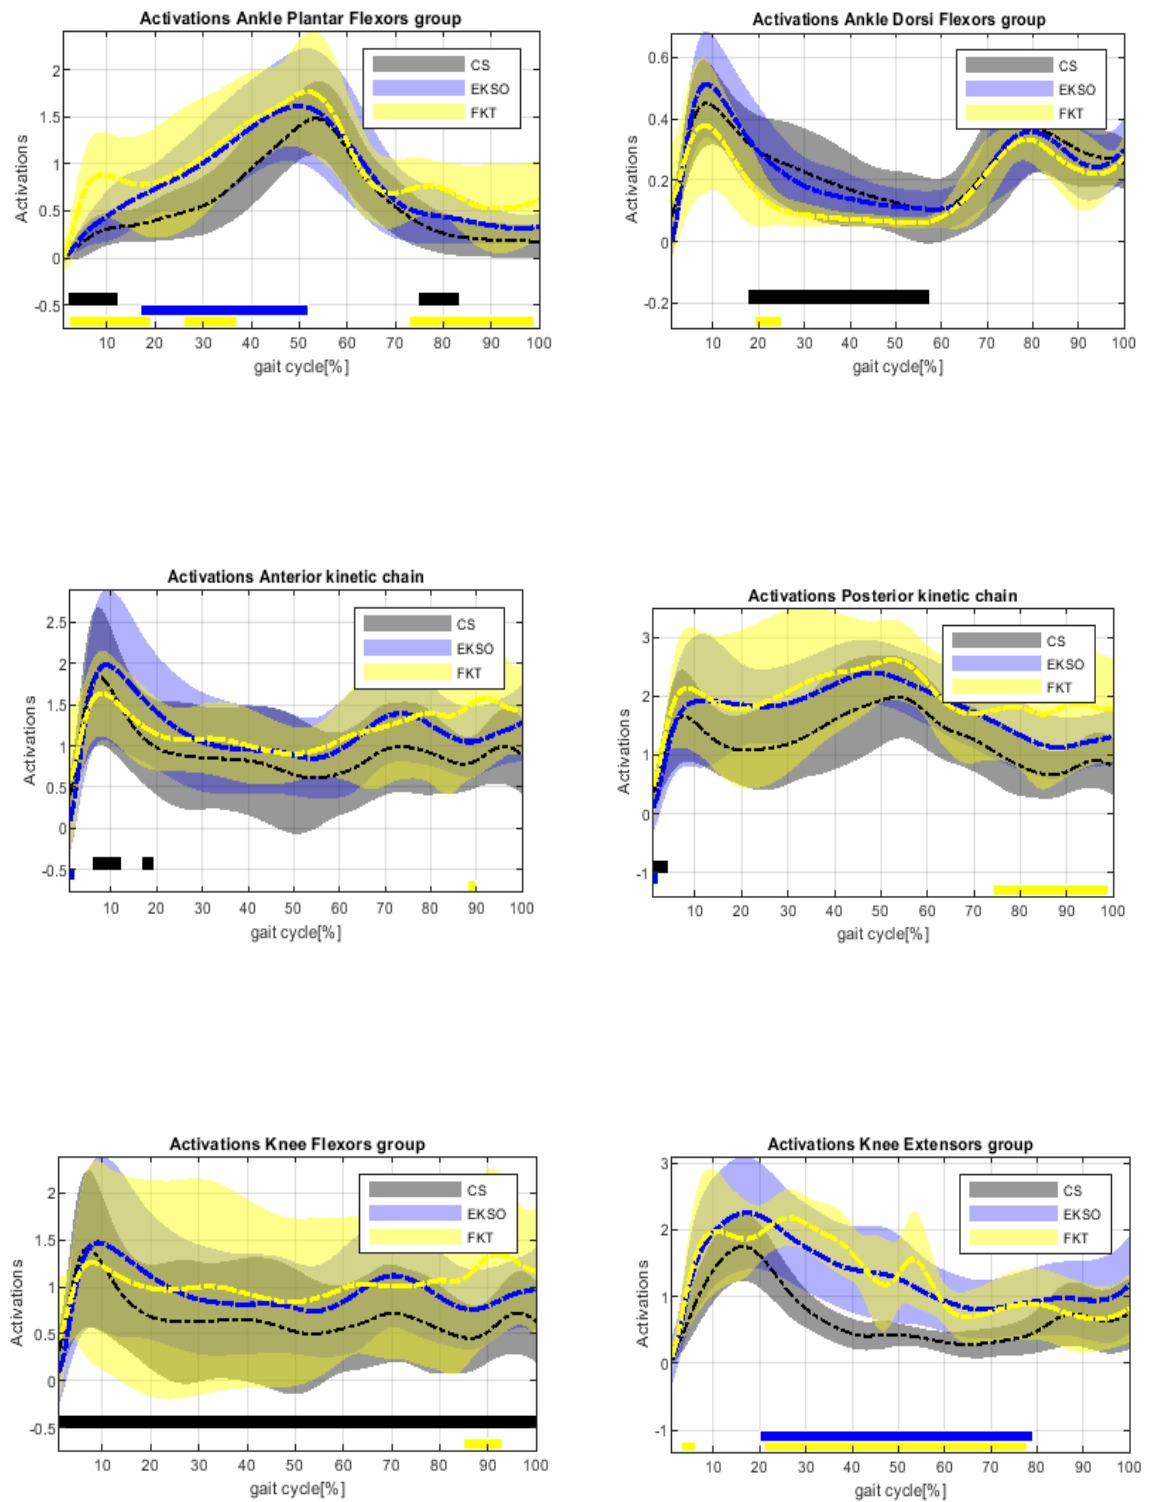 Activations Ankle Plantar Flexors group
CS
EKSO
FKT
2
1.5
1
0.5
0
-0.5
Activations
10 20 30 40 50 60 70 80 90 100
gait cycle[%]
Activations Ankle Dorsi Flexors group
CS
EKSO
FKT
0.6
0.4
0.2
0
-0.2
Activations
10 20 30 40 50 60 70 80 90 100
gait cycle[%]
Activations Anterior kinetic chain
CS
EKSO
FKT
2.5
2
1.5
1
0.5
0
-0.5
Activations
10 20 30 40 50 60 70 80 90 100
gait cycle[%]
Activations Posterior kinetic chain
CS
EKSO
FKT
3
2
1
0
-1
Activations
10 20 30 40 50 60 70 80 90 100
gait cycle[%]
Activations Knee Flexors group
CS
EKSO
FKT
2
1.5
1
0.5
0
-0.5
Activations
10 20 30 40 50 60 70 80 90 100
gait cycle[%]
Activations Knee Extensors group
CS
EKSO
FKT
3
2
1
0
-1
Activations
10 20 30 40 50 60 70 80 90 100
gait cycle[%]